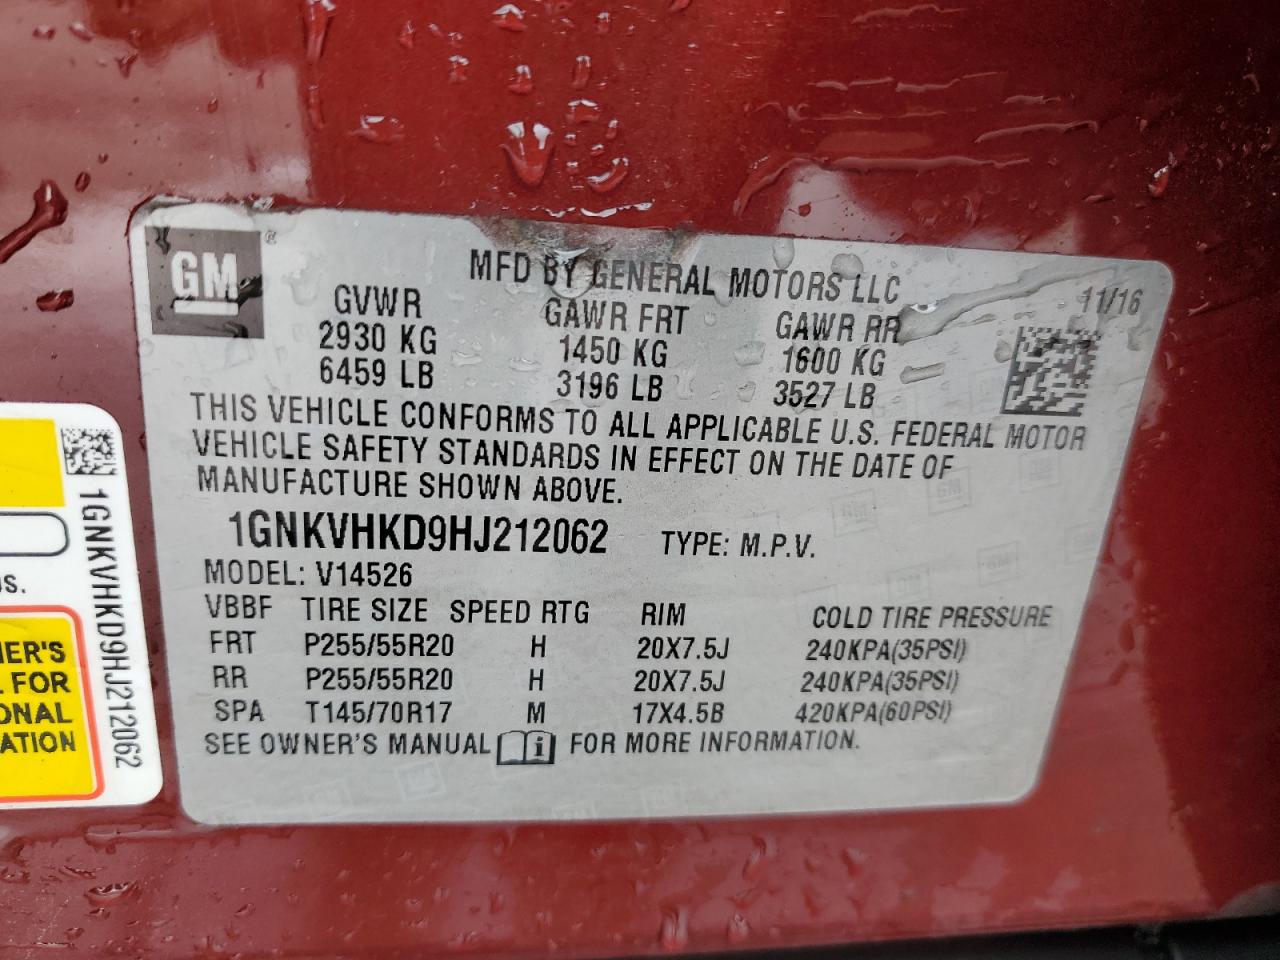 GM
MFD BY GENERAL MOTORS LLC
11/16
GVWR GAWR FRT GAWR RR
2930 KG 1450 KG 1600 KG
6459 LB 3196 LB 3527 LB
THIS VEHICLE CONFORMS TO ALL APPLICABLE U.S. FEDERAL MOTOR
VEHICLE SAFETY STANDARDS IN EFFECT ON THE DATE OF
MANUFACTURE SHOWN ABOVE.
1GNKVHKD9HJ212062 TYPE: M.P.V.
MODEL: V14526
VBBF TIRE SIZE SPEED RTG RIM COLD TIRE PRESSURE
FRT P255/55R20 H 20X7.5J 240KPA(35PSI)
RR P255/55R20 H 20X7.5J 240KPA(35PSI)
SPA T145/70R17 M 17X4.5B 420KPA(60PSI)
SEE OWNER'S MANUAL i FOR MORE INFORMATION.
1GNKVHKD9HJ212062
IER'S
FOR
ONAL
ATION